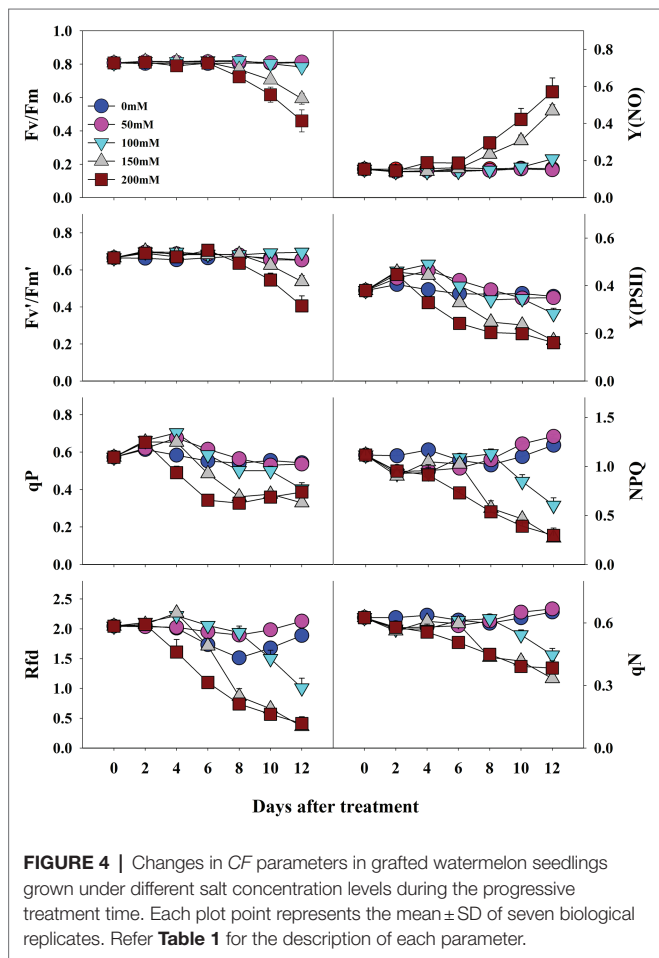 1.0
0.8
0.6
0.4
0.2
0.0
Fv/Fm
0mM
50mM
100mM
150mM
200mM
0.8
0.6
0.4
0.2
0.0
Y(NO)
0.8
0.6
0.4
0.2
0.0
Fv'/Fm'
0.6
0.4
0.2
0.0
Y(PSII)
0.8
0.6
0.4
0.2
0.0
qP
1.5
1.0
0.5
0.0
NPQ
2.5
2.0
1.5
1.0
0.5
0.0
Rfd
0.6
0.3
0.0
qN
0 2 4 6 8 10 12
0 2 4 6 8 10 12
Days after treatment
FIGURE 4 | Changes in CF parameters in grafted watermelon seedlings
grown under different salt concentration levels during the progressive
treatment time. Each plot point represents the mean ± SD of seven biological
replicates. Refer Table 1 for the description of each parameter.